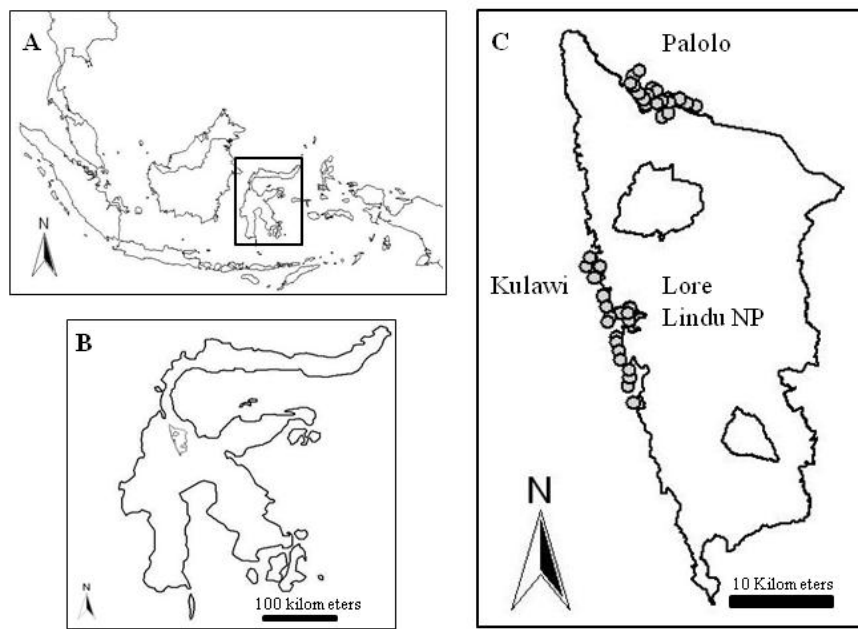 A
N
B
N
100 kilometers
C
Palolo
Kulawi
Lore
Lindu NP
N
10 Kilometers